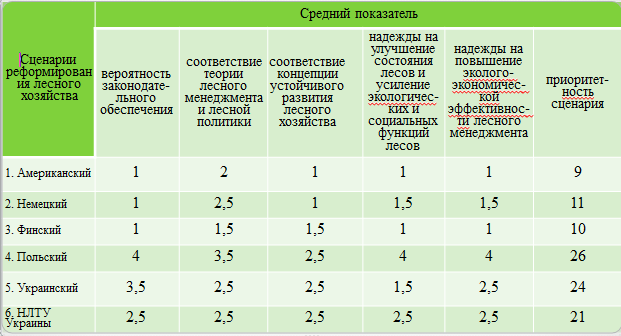 Средний показатель
Сценарии
реформирован
ия лесного
хозяйства
вероятность
законодате-
льного
обеспечения
соответствие
теории
лесного
менеджмента
и лесной
политики
соответствие
концепции
устойчивого
развития
лесного
хозяйства
надежды на
улучшение
состояния
лесов и
усиление
экологичес-
ких и
социальных
функций
лесов
надежды на
повышение
эколого-
экономичес-
кой
эффективнос-
ти лесного
менеджмента
приоритет-
ность
сценария
1. Американский 1 2 1 1 1 9
2. Немецкий 1 2,5 1 1,5 1,5 11
3. Финский 1 1,5 1,5 1 1 10
4. Польский 4 3,5 2,5 4 4 26
5. Украинский 3,5 2,5 2,5 1,5 2,5 24
6. НЛТУ
Украины 2,5 2,5 2,5 2,5 2,5 21